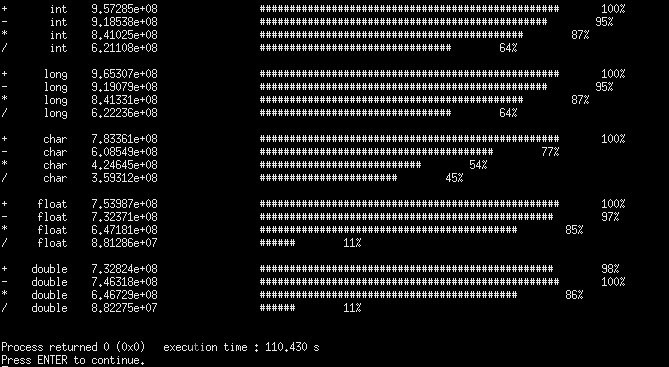 + int 9.57285e+08 ################################################## 100%
- int 9.18538e+08 ################################################ 95%
* int 8.41025e+08 ############################################ 87%
/ int 6.21108e+08 ################################ 64%
+ long 9.65307e+08 ################################################## 100%
- long 9.19079e+08 ################################################ 95%
* long 8.41331e+08 ############################################ 87%
/ long 6.22236e+08 ################################ 64%
+ char 7.83361e+08 ################################################## 100%
- char 6.08549e+08 ####################################### 77%
* char 4.24645e+08 ########################### 54%
/ char 3.59312e+08 ####################### 45%
+ float 7.53987e+08 ################################################## 100%
- float 7.32371e+08 ################################################# 97%
* float 6.47181e+08 ########################################### 85%
/ float 8.81286e+07 ###### 11%
+ double 7.32824e+08 ################################################# 98%
- double 7.46318e+08 ################################################## 100%
* double 6.46729e+08 ########################################### 86%
/ double 8.82275e+07 ###### 11%
Process returned 0 (0x0) execution time : 110.430 s
Press ENTER to continue.